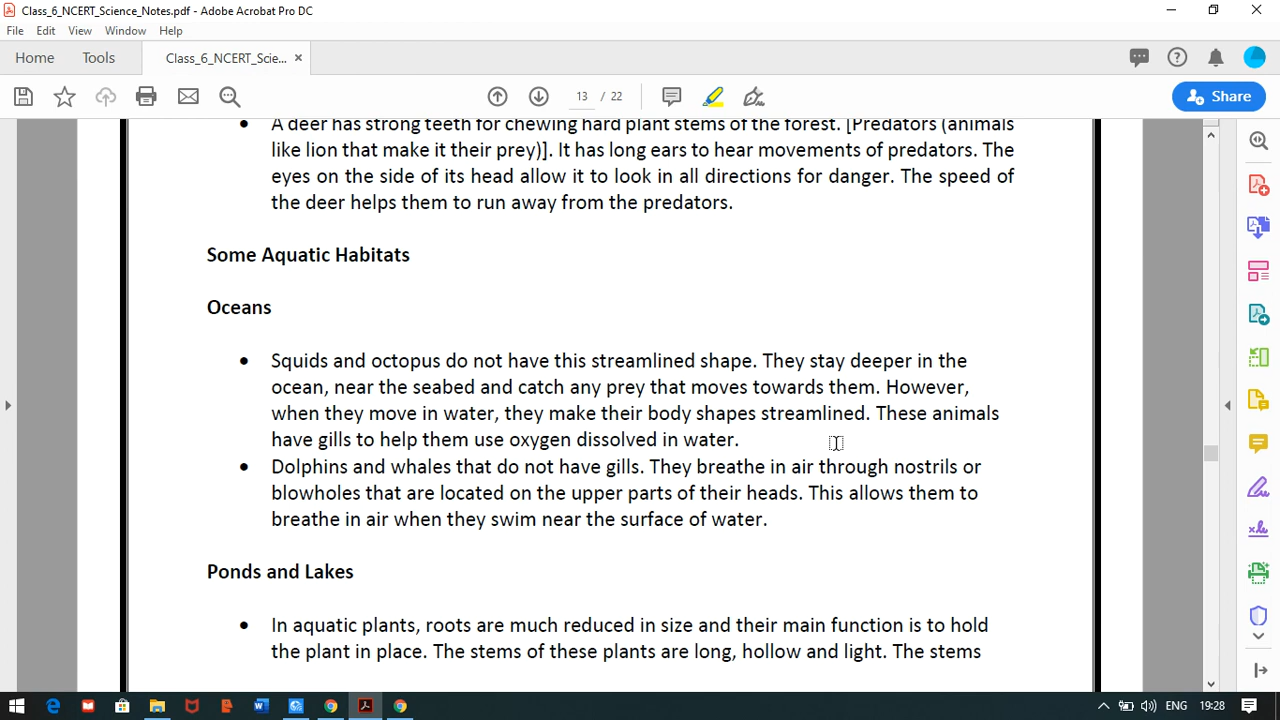 Class_6_NCERT_Science_Notes.pdf - Adobe Acrobat Pro DC
File Edit View Window Help
Home Tools Class_6_NCERT_Scie... ×
13 / 22
Share
• A deer has strong teeth for chewing hard plant stems of the forest. [Predators (animals
like lion that make it their prey)]. It has long ears to hear movements of predators. The
eyes on the side of its head allow it to look in all directions for danger. The speed of
the deer helps them to run away from the predators.
Some Aquatic Habitats
Oceans
• Squids and octopus do not have this streamlined shape. They stay deeper in the
ocean, near the seabed and catch any prey that moves towards them. However,
when they move in water, they make their body shapes streamlined. These animals
have gills to help them use oxygen dissolved in water.
• Dolphins and whales that do not have gills. They breathe in air through nostrils or
blowholes that are located on the upper parts of their heads. This allows them to
breathe in air when they swim near the surface of water.
Ponds and Lakes
• In aquatic plants, roots are much reduced in size and their main function is to hold
the plant in place. The stems of these plants are long, hollow and light. The stems
ENG 19:28